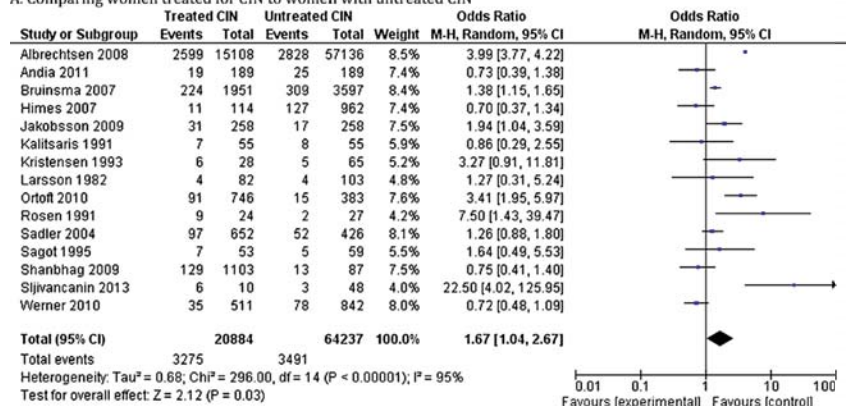 A. Comparing women treated for CIN to women with untreated CIN
Treated CIN Untreated CIN Odds Ratio Odds Ratio
Study or Subgroup Events Total Events Total Weight M-H, Random, 95% CI M-H, Random, 95% CI
Albrechtsen 2008 2599 15108 2828 57136 8.5% 3.99 [3.77, 4.22]
Andia 2011 19 189 25 189 7.4% 0.73 [0.39, 1.38]
Bruinsma 2007 224 1951 309 3597 8.4% 1.38 [1.15, 1.65]
Himes 2007 11 114 127 962 7.4% 0.70 [0.37, 1.34]
Jakobsson 2009 31 258 17 258 7.5% 1.94 [1.04, 3.59]
Kalitsaris 1991 7 55 8 55 6.2% 0.86 [0.29, 2.55]
Kristensen 1993 6 28 5 65 5.6% 3.27 [0.91, 11.81]
Larsson 1982 4 82 4 103 4.8% 1.27 [0.31, 5.24]
Ortoft 2010 91 746 15 383 7.6% 3.41 [1.95, 5.97]
Rosen 1991 9 24 2 27 4.2% 7.50 [1.43, 39.47]
Sadler 2004 97 652 52 426 8.2% 1.26 [0.88, 1.80]
Sagot 1995 7 53 5 59 5.5% 1.64 [0.49, 5.53]
Shanbhag 2009 129 1103 13 87 7.5% 0.75 [0.41, 1.40]
Sljivancanin 2013 6 10 3 48 4.0% 22.50 [4.02, 125.95]
Werner 2010 35 511 78 842 8.0% 0.72 [0.48, 1.09]
Total (95% CI) 20884 64237 100.0% 1.67 [1.04, 2.67]
Total events 3275 3491
Heterogeneity: Tau² = 0.68; Chi² = 296.00, df = 14 (P < 0.00001); I² = 95%
Test for overall effect: Z = 2.12 (P = 0.03)
0.01 0.1 1 10 100
Favours [experimental] Favours [control]